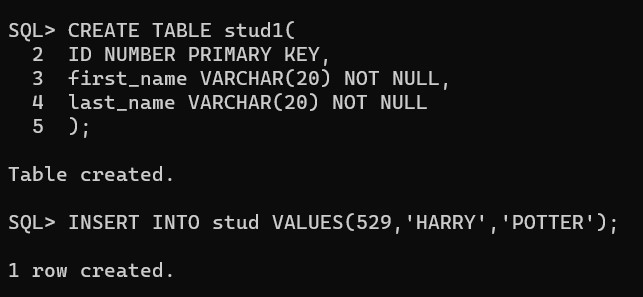 SQL> CREATE TABLE stud1(
  2  ID NUMBER PRIMARY KEY,
  3  first_name VARCHAR(20) NOT NULL,
  4  last_name VARCHAR(20) NOT NULL
  5  );
Table created.
SQL> INSERT INTO stud VALUES(529,'HARRY','POTTER');
1 row created.